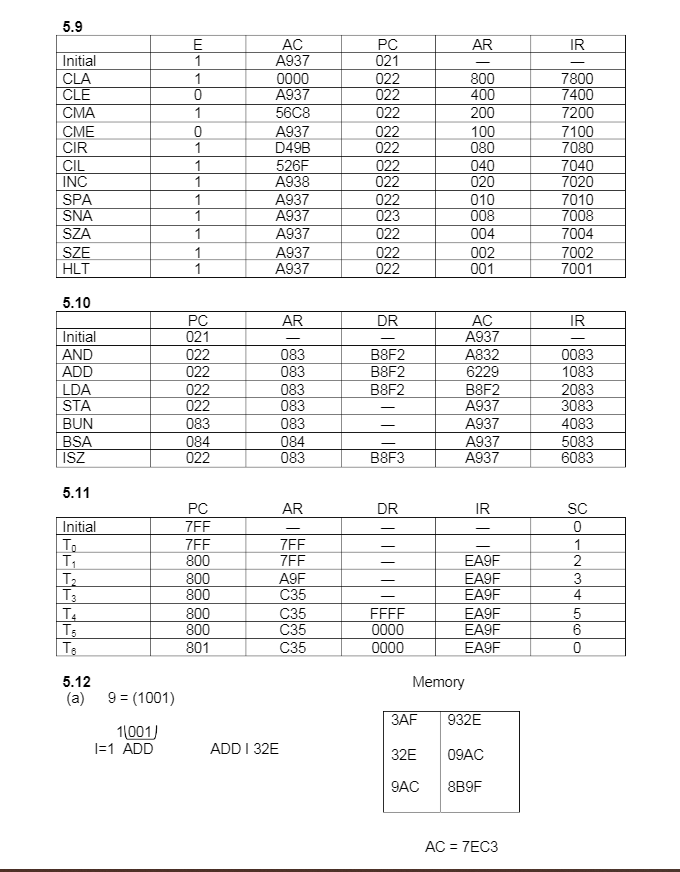 5.9
E AC PC AR IR
Initial 1 A937 021 — —
CLA 1 0000 022 800 7800
CLE 0 A937 022 400 7400
CMA 1 56C8 022 200 7200
CME 0 A937 022 100 7100
CIR 1 D49B 022 080 7080
CIL 1 526F 022 040 7040
INC 1 A938 022 020 7020
SPA 1 A937 022 010 7010
SNA 1 A937 023 008 7008
SZA 1 A937 022 004 7004
SZE 1 A937 022 002 7002
HLT 1 A937 022 001 7001
5.10
PC AR DR AC IR
Initial 021 — — A937 —
AND 022 083 B8F2 A832 0083
ADD 022 083 B8F2 6229 1083
LDA 022 083 B8F2 B8F2 2083
STA 022 083 — A937 3083
BUN 083 083 — A937 4083
BSA 084 084 — A937 5083
ISZ 022 083 B8F3 A937 6083
5.11
PC AR DR IR SC
Initial 7FF — — — 0
T0 7FF 7FF — — 1
T1 800 7FF — EA9F 2
T2 800 A9F — EA9F 3
T3 800 C35 — EA9F 4
T4 800 C35 FFFF EA9F 5
T5 800 C35 0000 EA9F 6
T6 801 C35 0000 EA9F 0
5.12 Memory
(a) 9 = (1001)
3AF 932E
1(001)
I=1 ADD ADD I 32E
32E 09AC
9AC 8B9F
AC = 7EC3